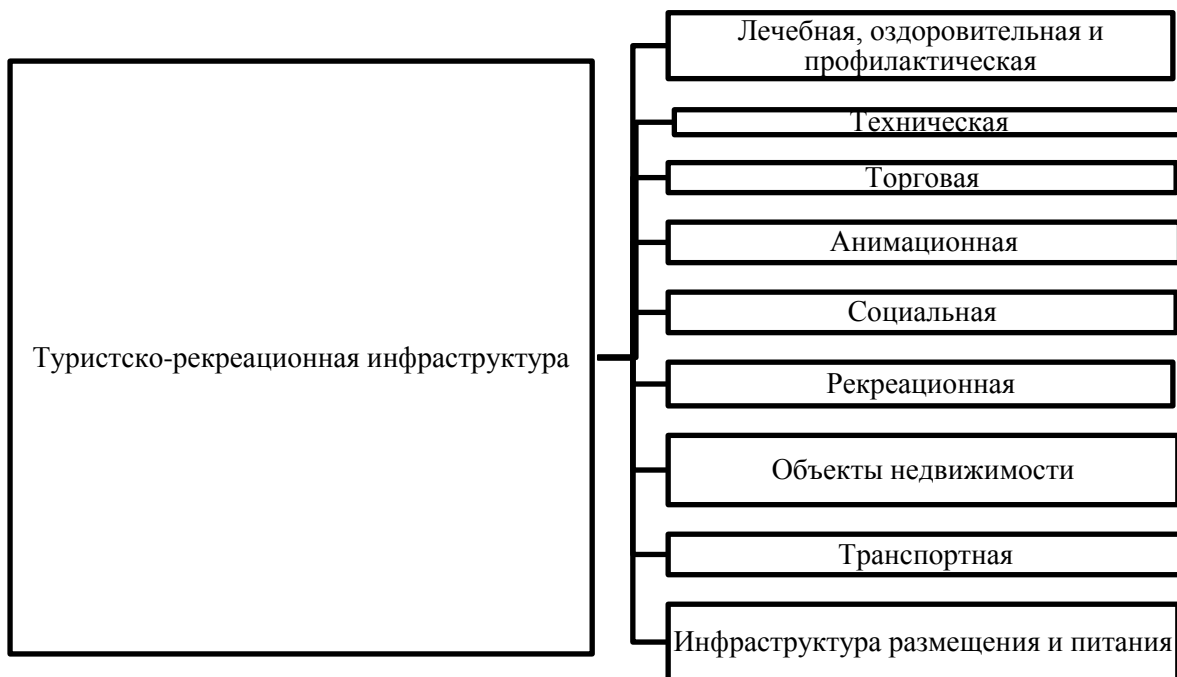 Туристско-рекреационная инфраструктура
Лечебная, оздоровительная и
профилактическая
Техническая
Торговая
Анимационная
Социальная
Рекреационная
Объекты недвижимости
Транспортная
Инфраструктура размещения и питания